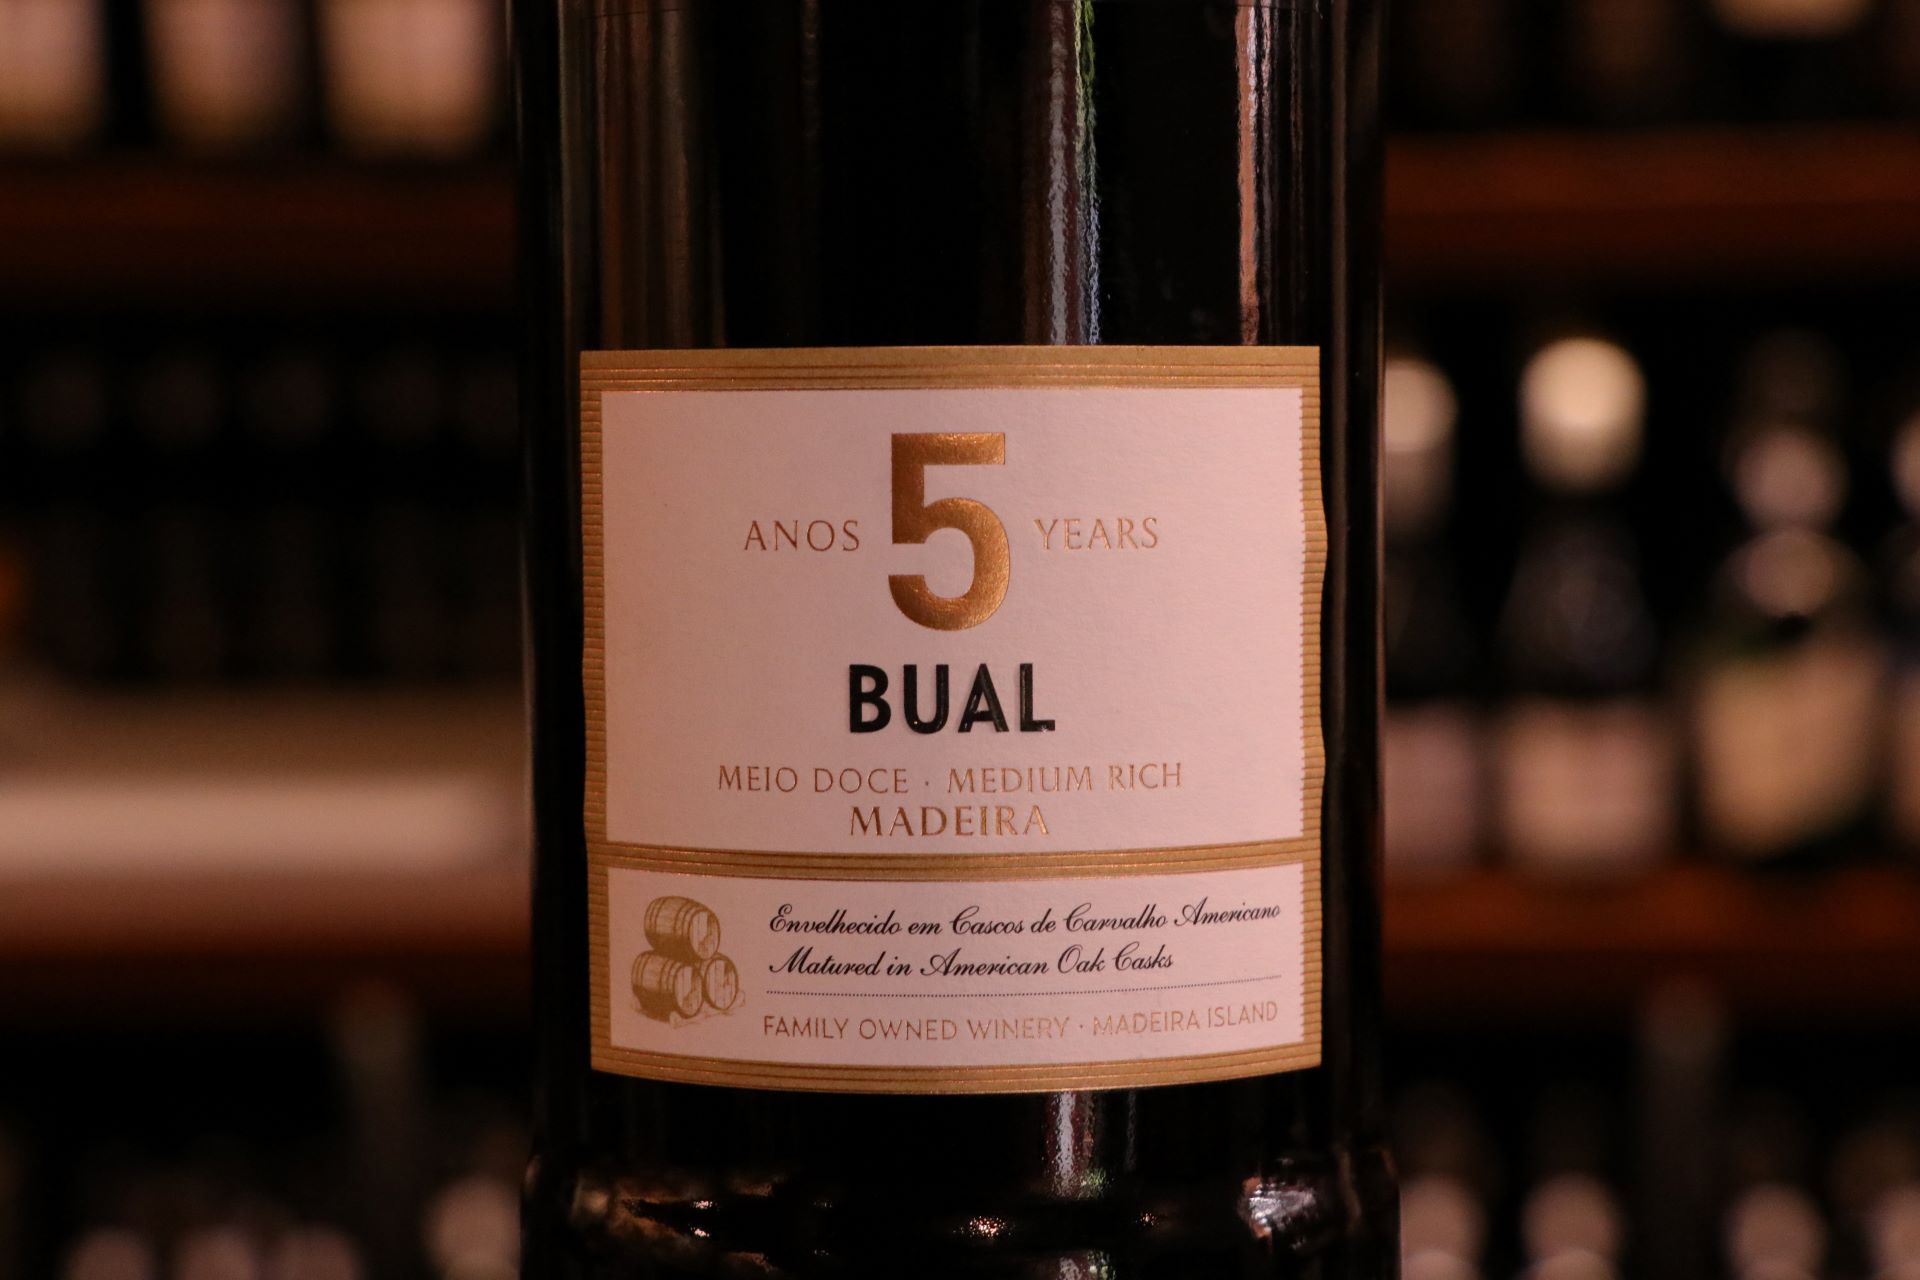 ANOS 5 YEARS
BUAL
MEIO DOCE · MEDIUM RICH
MADEIRA
Envelhecido em Cascos de Carvalho Americano
Matured in American Oak Casks
FAMILY OWNED WINERY · MADEIRA ISLAND